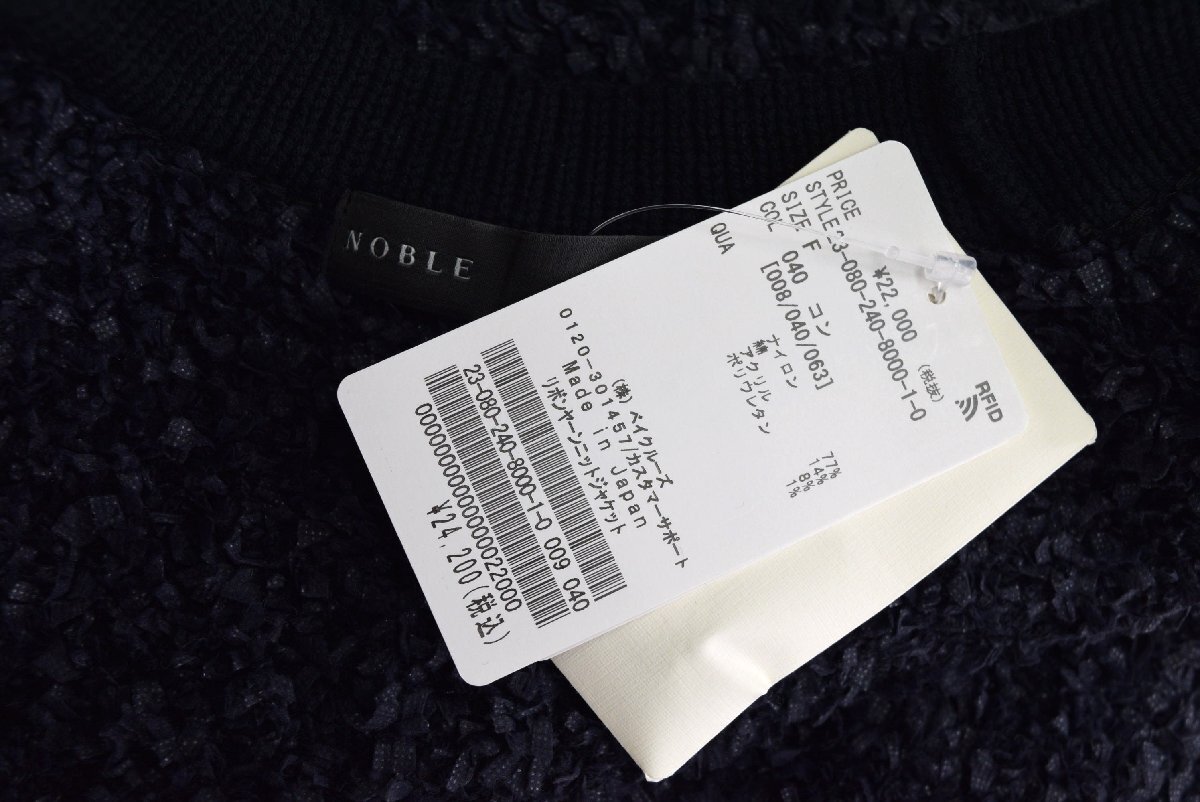 NOBLE
PRICE ¥22,000 (税抜)
STYLE 23-080-240-8000-1-0
SIZE F
COL 040 コン
[008/040/063]
QUA ナイロン 77%
綿 14%
アクリル 8%
ポリウレタン 1%
RFID
(株)ベイクルーズ
0120-301457/カスタマーサポート
Made in Japan
リボンヤーンニットジャケット
23-080-240-8000-1-0 009 040
0000000000000000022000
¥24,200(税込)